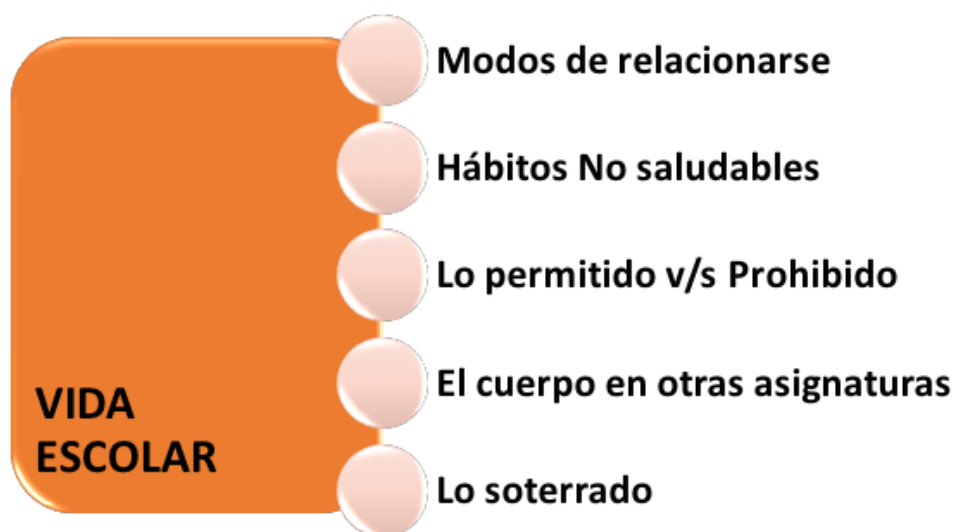 Modos de relacionarse
Hábitos No saludables
Lo permitido v/s Prohibido
El cuerpo en otras asignaturas
VIDA
ESCOLAR
Lo soterrado